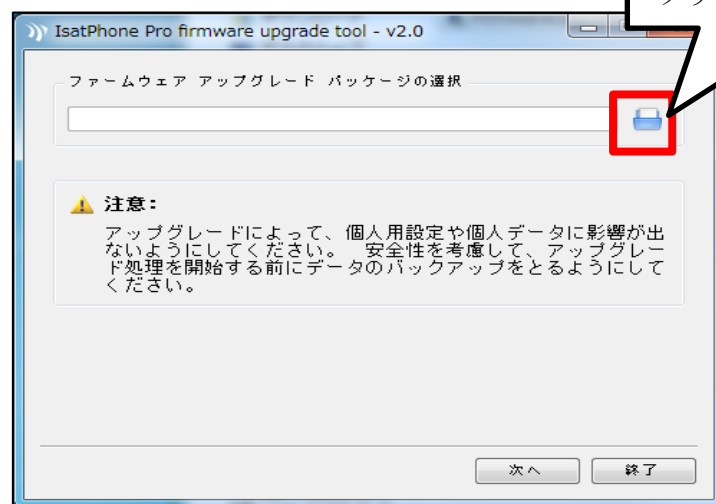 IsatPhone Pro firmware upgrade tool - v2.0
ファームウェア アップグレード パッケージの選択
注意:
アップグレードによって、個人用設定や個人データに影響が出
ないようにしてください。 安全性を考慮して、アップグレー
ド処理を開始する前にデータのバックアップをとるようにして
ください。
次へ
終了